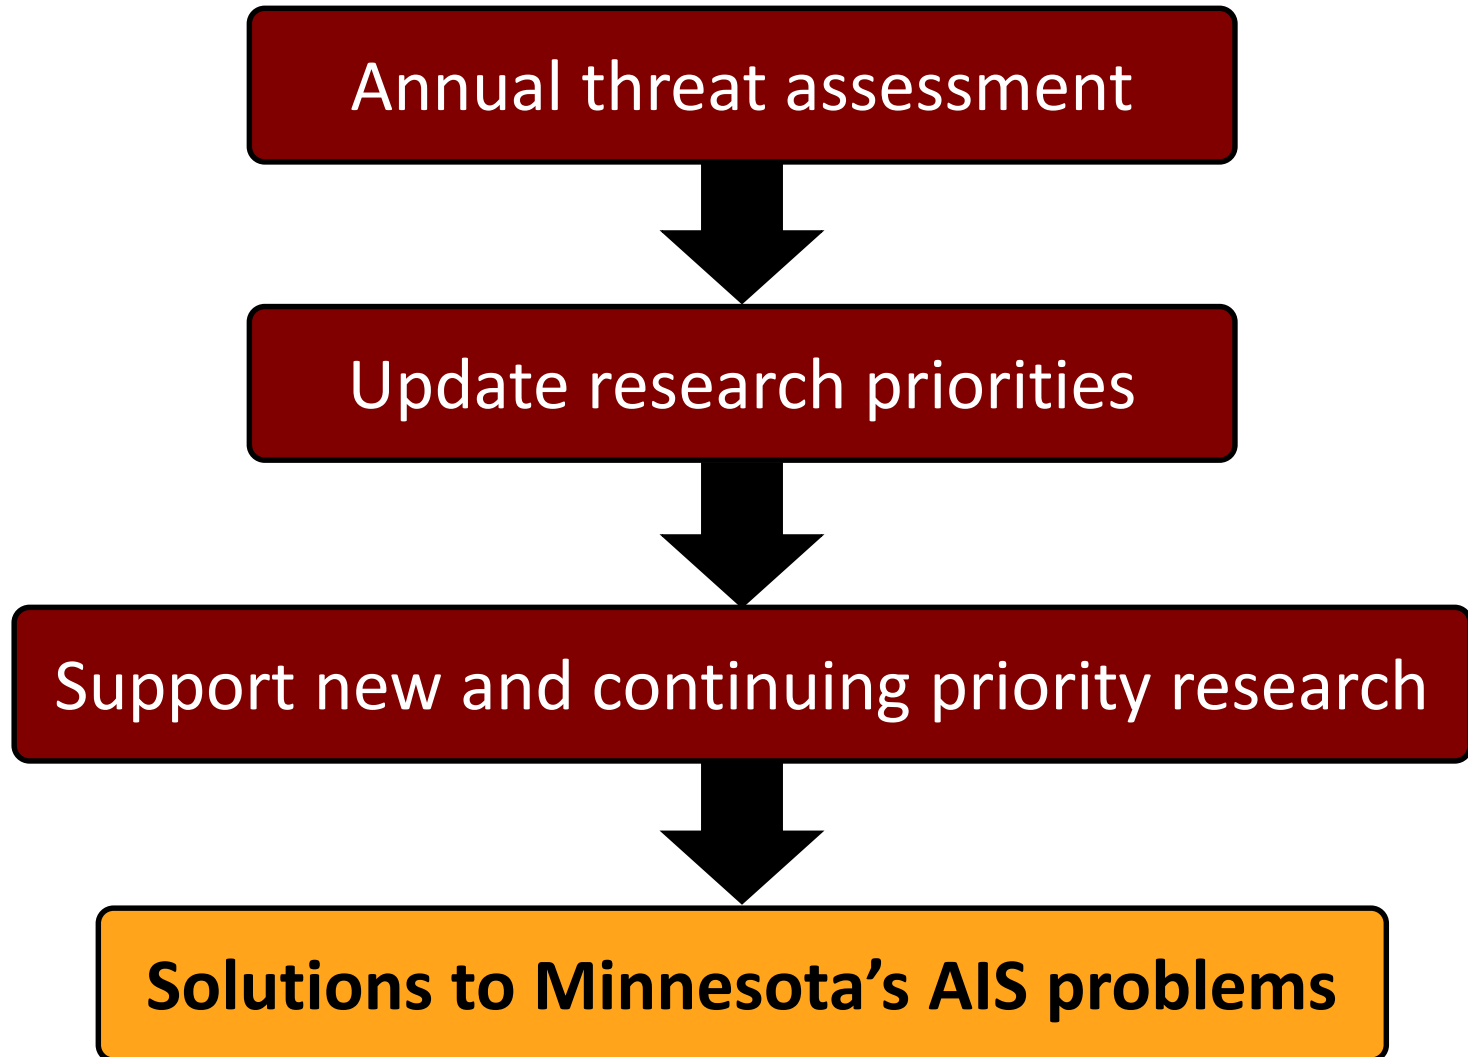 Annual threat assessment
Update research priorities
Support new and continuing priority research
Solutions to Minnesota’s AIS problems